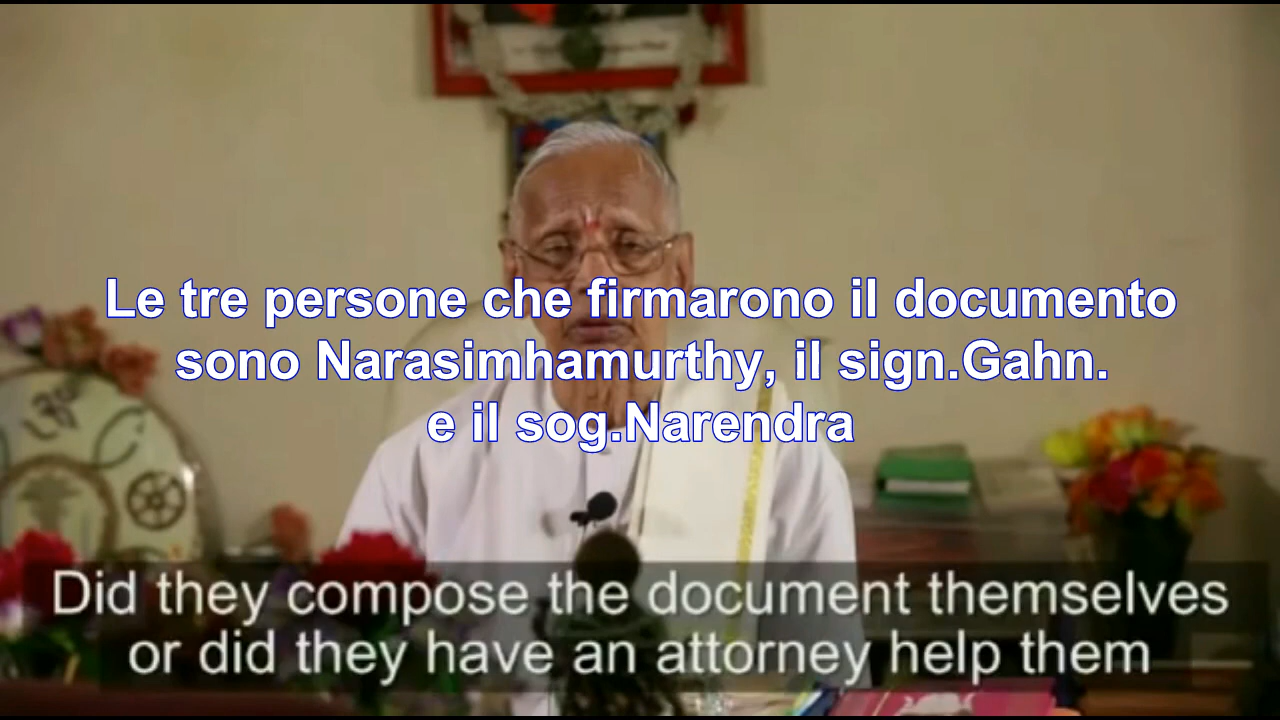 Le tre persone che firmarono il documento
sono Narasimhamurthy, il sign.Gahn.
e il sog.Narendra
Did they compose the document themselves
or did they have an attorney help them